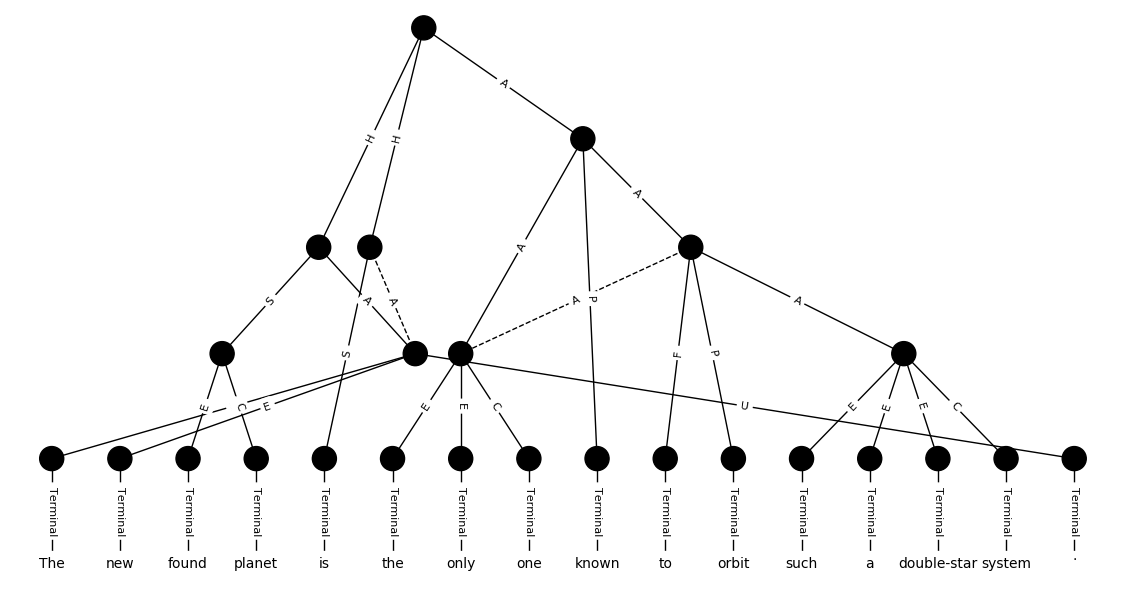 A
H H
A
A
S A A A P A
S F P
E C E E E C U E E E C
Terminal Terminal Terminal Terminal Terminal Terminal Terminal Terminal Terminal Terminal Terminal Terminal Terminal Terminal Terminal Terminal
The new found planet is the only one known to orbit such a double-star system .